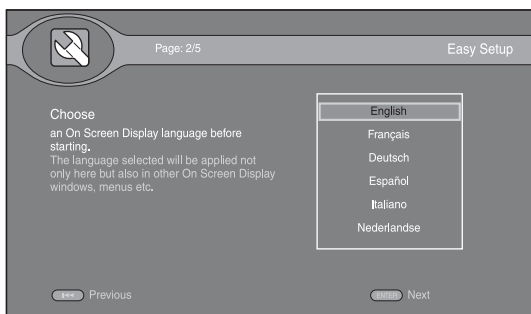 Page: 2/5
Easy Setup
Choose
an On Screen Display language before
starting.
The language selected will be applied not
only here but also in other On Screen Display
windows, menus etc.
English
Français
Deutsch
Español
Italiano
Nederlandse
Previous
ENTER Next